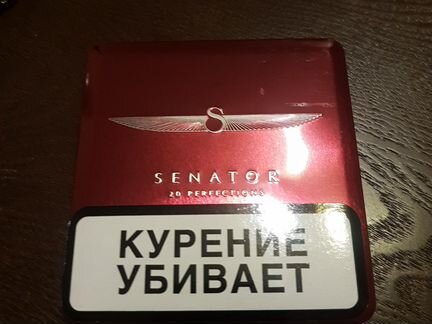 S
SENATOR
20 PERFECTIONS
КУРЕНИЕ
УБИВАЕТ